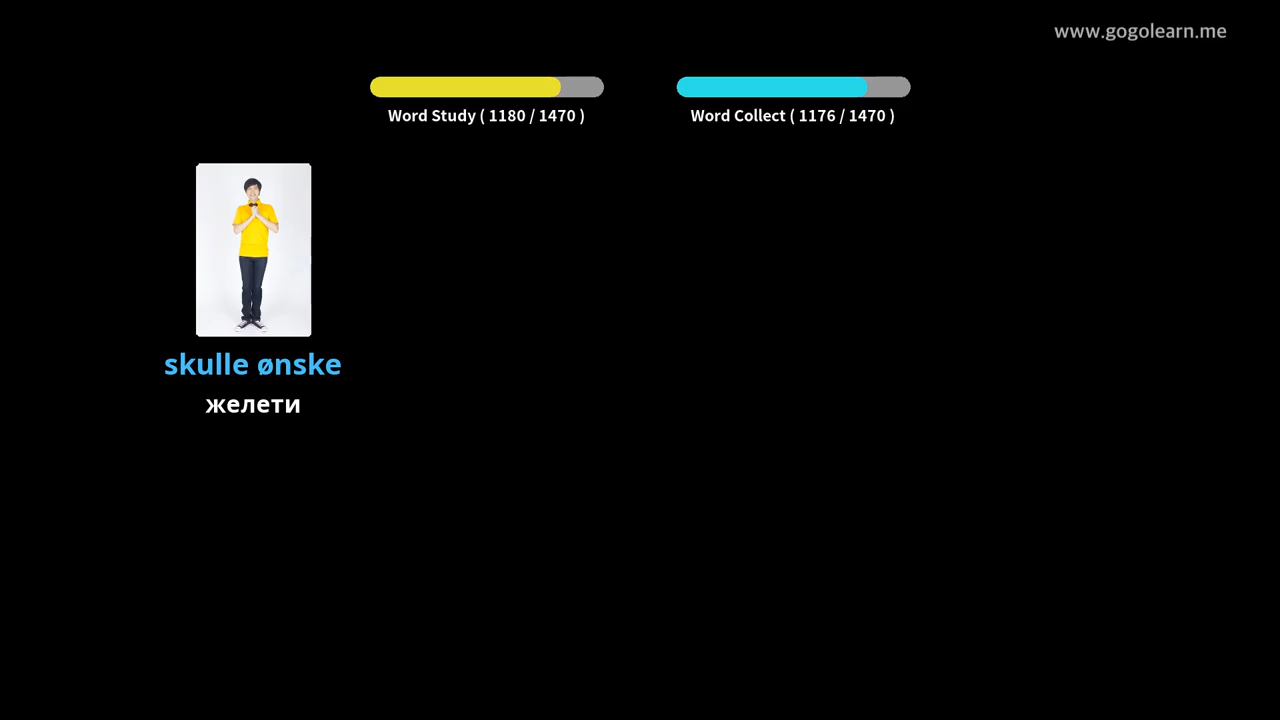 www.gogolearn.me
Word Study ( 1180 / 1470 )
Word Collect ( 1176 / 1470 )
skulle ønske
желети